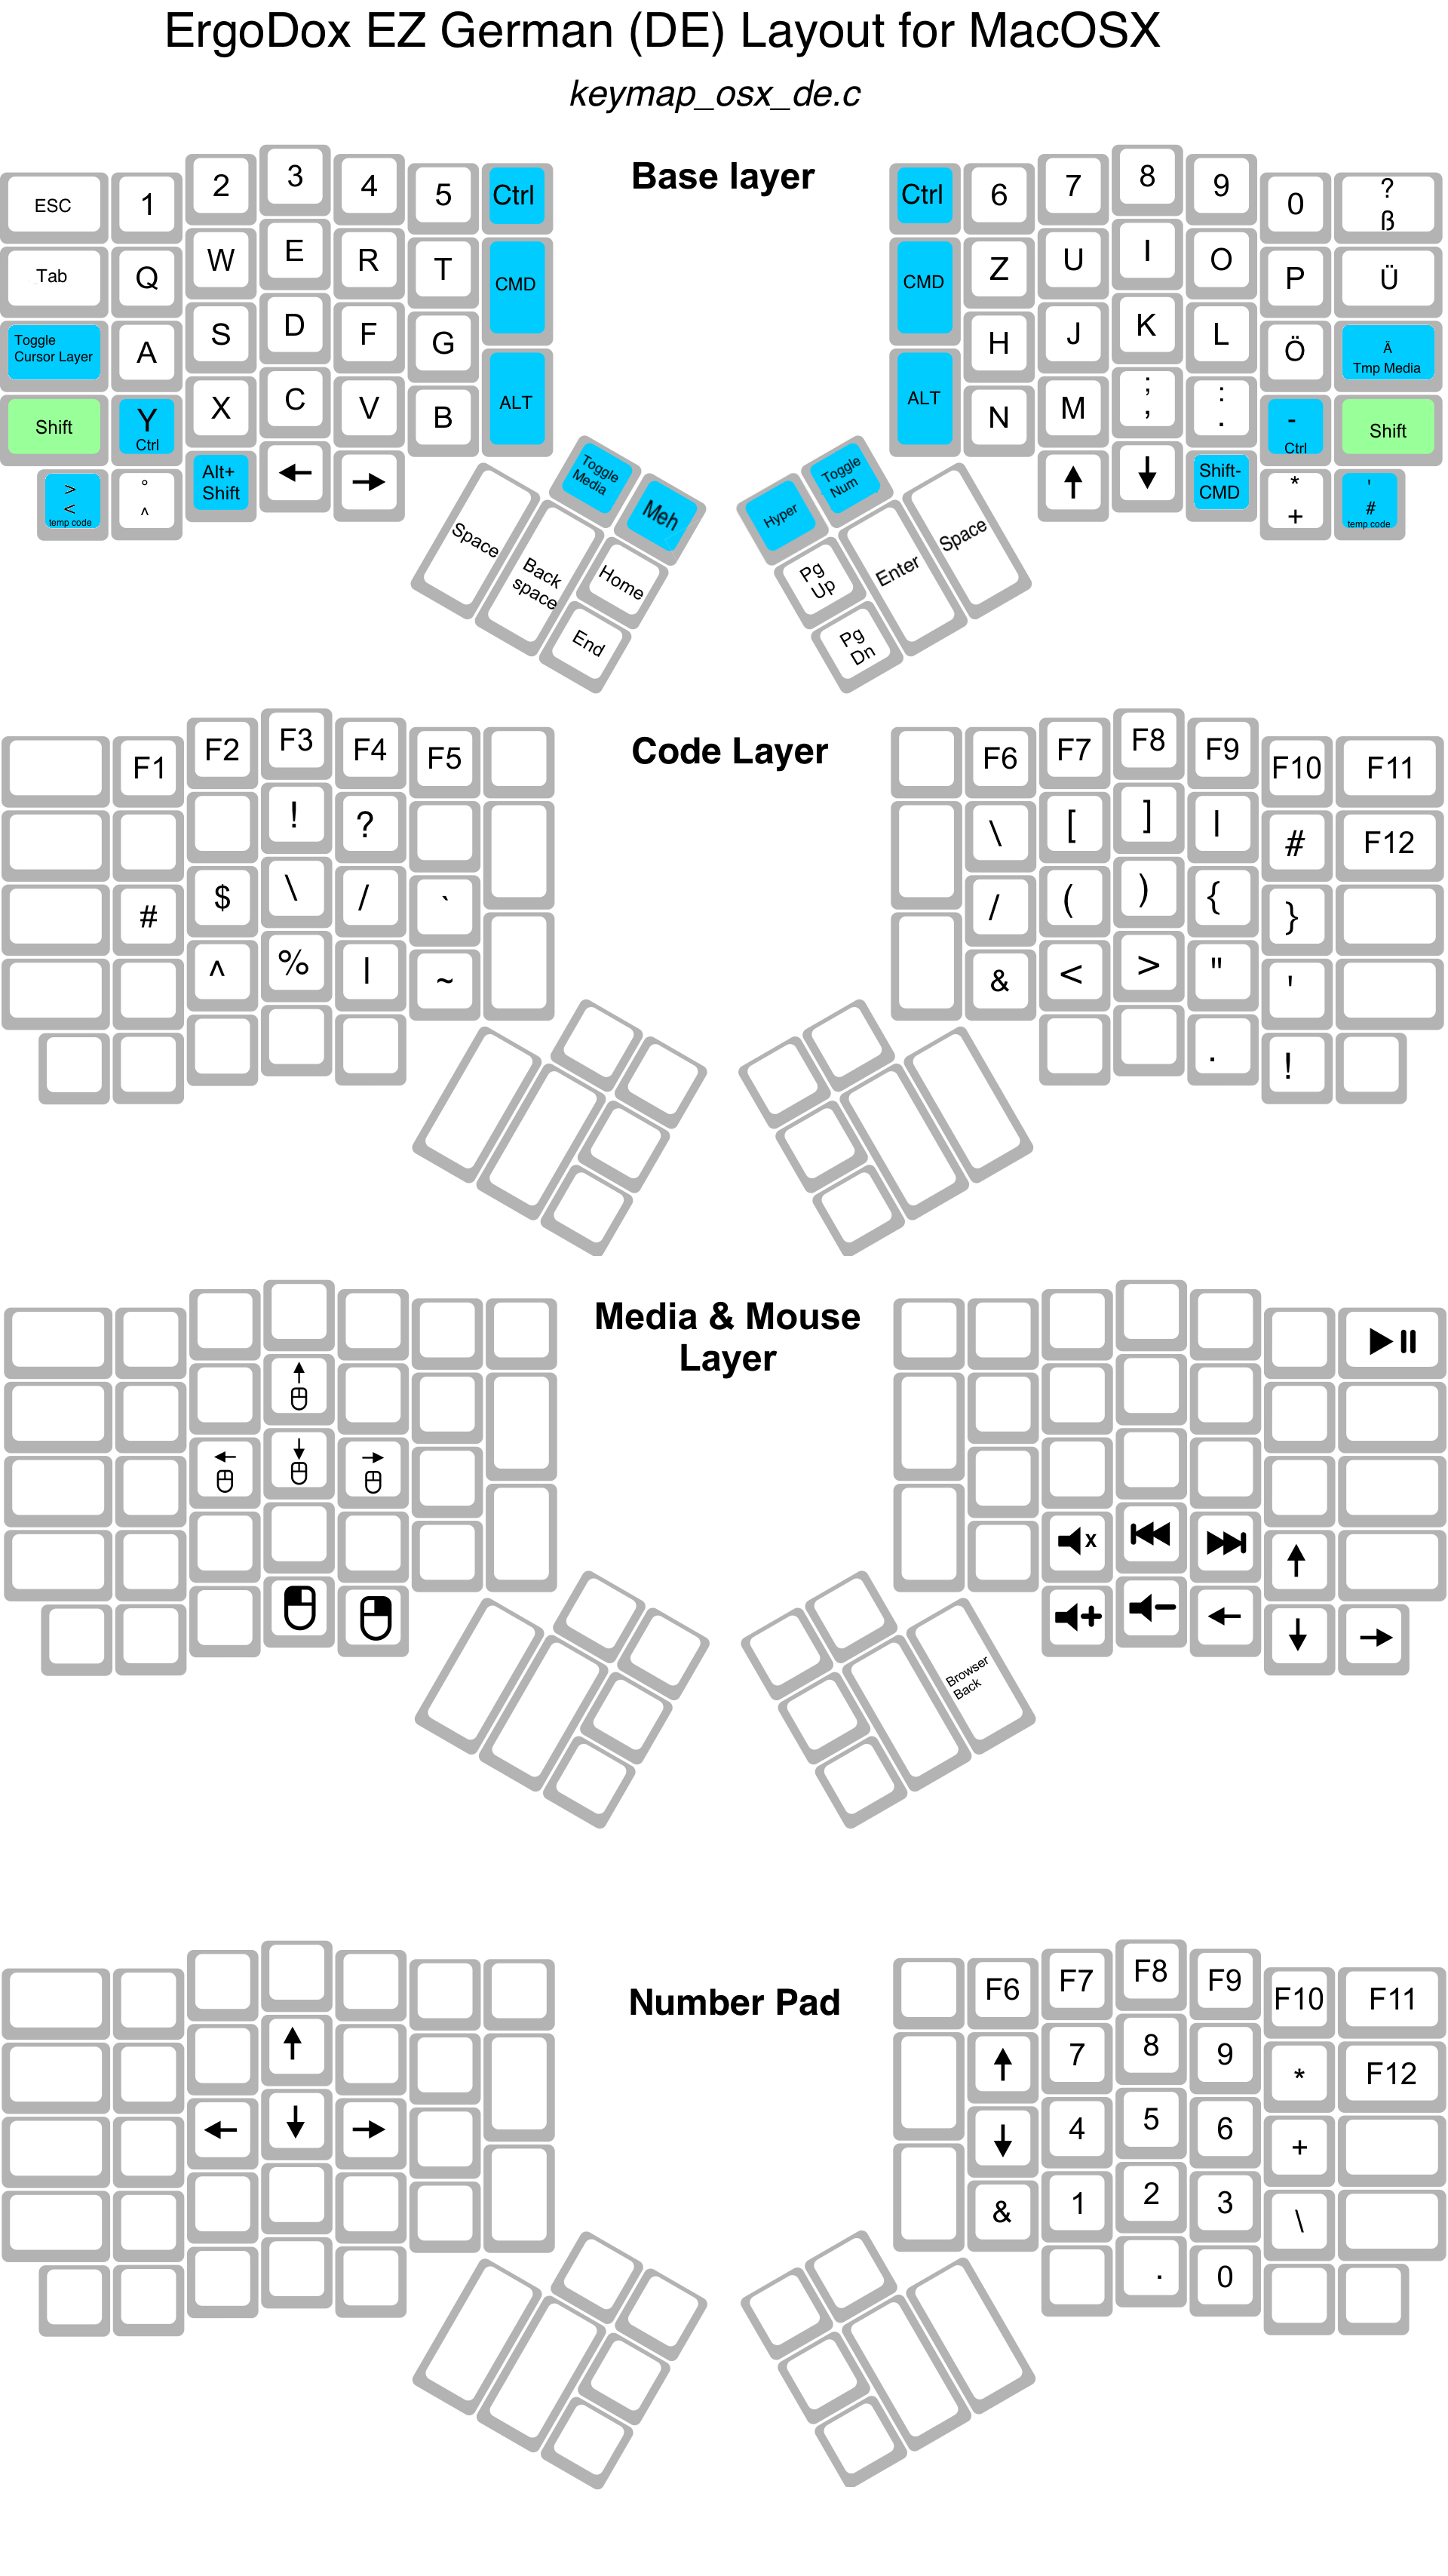 ErgoDox EZ German (DE) Layout for MacOSX
keymap_osx_de.c
Base layer
ESC 1 2 3 4 5 Ctrl
Ctrl 6 7 8 9 0 ? ß
Tab Q W E R T CMD
CMD Z U I O P Ü
Toggle
Cursor Layer
A S D F G ALT
ALT H J K L Ö Ä
Tmp Media
Shift Y
Ctrl
X C V B
N M ;
,
:
.
-
Ctrl
Shift
>
<
temp code
°
^
Alt+
Shift
← →
↑ ↓
Shift-
CMD
*
+
'
#
temp code
Toggle
Media
Meh
Space
Back
space
Home
End
Hyper
Toggle
Num
Pg
Up
Enter
Space
Pg
Dn
Code Layer
F1 F2 F3 F4 F5
F6 F7 F8 F9 F10 F11
! ?
\ [ ] | # F12
# $ \ / `
/ ( ) { }
^ % | ~
& < > " '
. !
Media & Mouse
Layer
↑
← ↓ →
x
↑
+ − ← ↓ →
Browser
Back
Number Pad
F6 F7 F8 F9 F10 F11
↑
↑ 7 8 9 * F12
← ↓ →
↓ 4 5 6 +
& 1 2 3 \
. 0